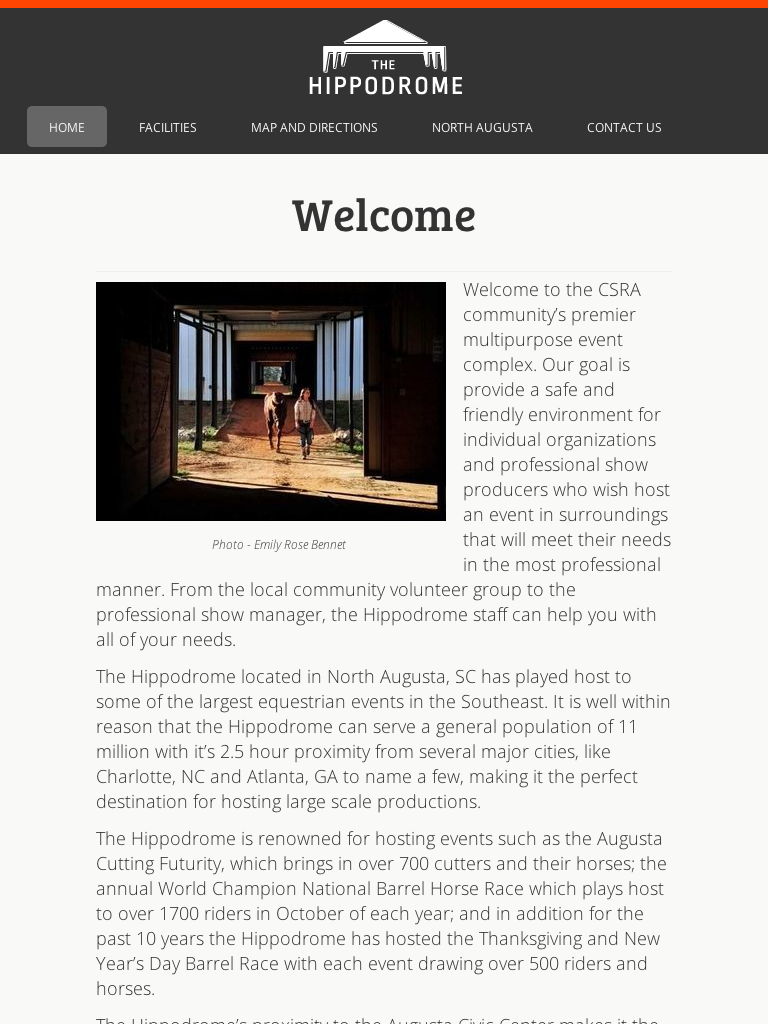 THE
HIPPODROME
HOME
FACILITIES
MAP AND DIRECTIONS
NORTH AUGUSTA
CONTACT US
Welcome
Welcome to the CSRA
community’s premier
multipurpose event
complex. Our goal is
provide a safe and
friendly environment for
individual organizations
and professional show
producers who wish host
an event in surroundings
that will meet their needs
in the most professional
Photo - Emily Rose Bennet
manner. From the local community volunteer group to the
professional show manager, the Hippodrome staff can help you with
all of your needs.
The Hippodrome located in North Augusta, SC has played host to
some of the largest equestrian events in the Southeast. It is well within
reason that the Hippodrome can serve a general population of 11
million with it’s 2.5 hour proximity from several major cities, like
Charlotte, NC and Atlanta, GA to name a few, making it the perfect
destination for hosting large scale productions.
The Hippodrome is renowned for hosting events such as the Augusta
Cutting Futurity, which brings in over 700 cutters and their horses; the
annual World Champion National Barrel Horse Race which plays host
to over 1700 riders in October of each year; and in addition for the
past 10 years the Hippodrome has hosted the Thanksgiving and New
Year’s Day Barrel Race with each event drawing over 500 riders and
horses.
The Hippodrome’s proximity to the Augusta Civic Center makes it the